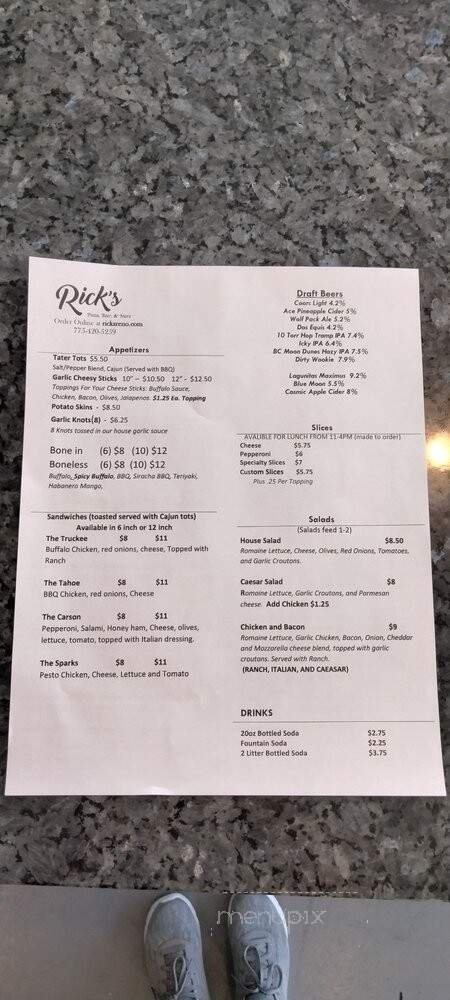 Rick's
Pizza, Beer, & More
Order Online at ricksreno.com
775-420-5239
Appetizers
Tater Tots $5.50
Salt/Pepper Blend, Cajun (Served with BBQ)
Garlic Cheesy Sticks 10" – $10.50 12" - $12.50
Toppings For Your Cheese Sticks: Buffalo Sauce,
Chicken, Bacon, Olives, Jalapenos. $1.25 Ea. Topping
Potato Skins - $8.50
Garlic Knots(8) - $6.25
8 Knots tossed in our house garlic sauce
Bone in (6) $8 (10) $12
Boneless (6) $8 (10) $12
Buffalo, Spicy Buffalo, BBQ, Siracha BBQ, Teriyaki,
Habanero Mango,
Sandwiches (toasted served with Cajun tots)
Available in 6 inch or 12 inch
The Truckee $8 $11
Buffalo Chicken, red onions, cheese, Topped with
Ranch
The Tahoe $8 $11
BBQ Chicken, red onions, Cheese
The Carson $8 $11
Pepperoni, Salami, Honey ham, Cheese, olives,
lettuce, tomato, topped with Italian dressing.
The Sparks $8 $11
Pesto Chicken, Cheese, Lettuce and Tomato
Draft Beers
Coors Light 4.2%
Ace Pineapple Cider 5%
Wolf Pack Ale 5.2%
Dos Equis 4.2%
10 Torr Hop Tramp IPA 7.4%
Icky IPA 6.4%
BC Moon Dunes Hazy IPA 7.5%
Dirty Wookie 7.9%
Lagunitas Maximus 9.2%
Blue Moon 5.5%
Cosmic Apple Cider 8%
Slices
AVALIBLE FOR LUNCH FROM 11-4PM (made to order)
Cheese $5.75
Pepperoni $6
Specialty Slices $7
Custom Slices $5.75
Plus .25 Per Topping
Salads
(Salads feed 1-2)
House Salad $8.50
Romaine Lettuce, Cheese, Olives, Red Onions, Tomatoes,
and Garlic Croutons.
Caesar Salad $8
Romaine Lettuce, Garlic Croutons, and Parmesan
cheese Add Chicken $1.25
Chicken and Bacon $9
Romaine Lettuce, Garlic Chicken, Bacon, Onion, Cheddar
and Mozzarella cheese blend, topped with garlic
croutons. Served with Ranch.
(RANCH, ITALIAN, AND CAEASAR)
DRINKS
20oz Bottled Soda $2.75
Fountain Soda $2.25
2 Liter Bottled Soda $3.75
menupix